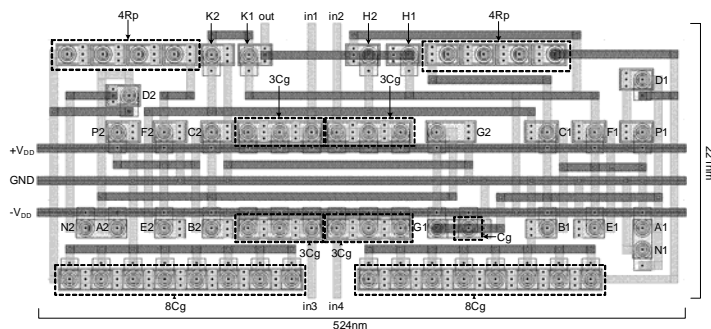 4Rp K2 K1 out in1 in2 H2 H1 4Rp
3Cg 3Cg D1
D2
P2 F2 C2 G2 C1 F1 P1
+VDD
GND
-VDD
N2 A2 E2 B2 G1 Cg B1 E1 A1
3Cg 3Cg N1
8Cg in3 in4 8Cg
524nm
221nm